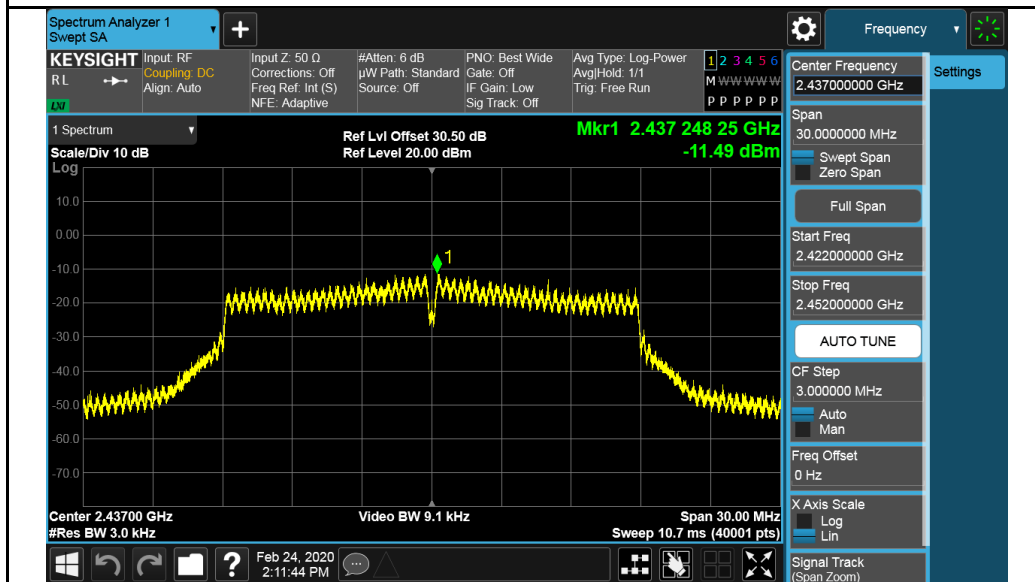 Spectrum Analyzer 1
Swept SA
+
Frequency
KEYSIGHT
RL
LXI
Input: RF
Coupling: DC
Align: Auto
Input Z: 50 Ω
Corrections: Off
Freq Ref: Int (S)
NFE: Adaptive
#Atten: 6 dB
µW Path: Standard
Source: Off
PNO: Best Wide
Gate: Off
IF Gain: Low
Sig Track: Off
Avg Type: Log-Power
Avg|Hold: 1/1
Trig: Free Run
1 2 3 4 5 6
M W W W W W
P P P P P P
1 Spectrum
Scale/Div 10 dB
Log
Ref Lvl Offset 30.50 dB
Ref Level 20.00 dBm
Mkr1 2.437 248 25 GHz
-11.49 dBm
10.0
0.00
-10.0
-20.0
-30.0
-40.0
-50.0
-60.0
-70.0
1
Center 2.43700 GHz
#Res BW 3.0 kHz
Video BW 9.1 kHz
Span 30.00 MHz
Sweep 10.7 ms (40001 pts)
?
Feb 24, 2020
2:11:44 PM
Center Frequency
2.437000000 GHz
Span
30.0000000 MHz
Swept Span
Zero Span
Full Span
Start Freq
2.422000000 GHz
Stop Freq
2.452000000 GHz
AUTO TUNE
CF Step
3.000000 MHz
Auto
Man
Freq Offset
0 Hz
X Axis Scale
Log
Lin
Signal Track
(Span Zoom)
Settings